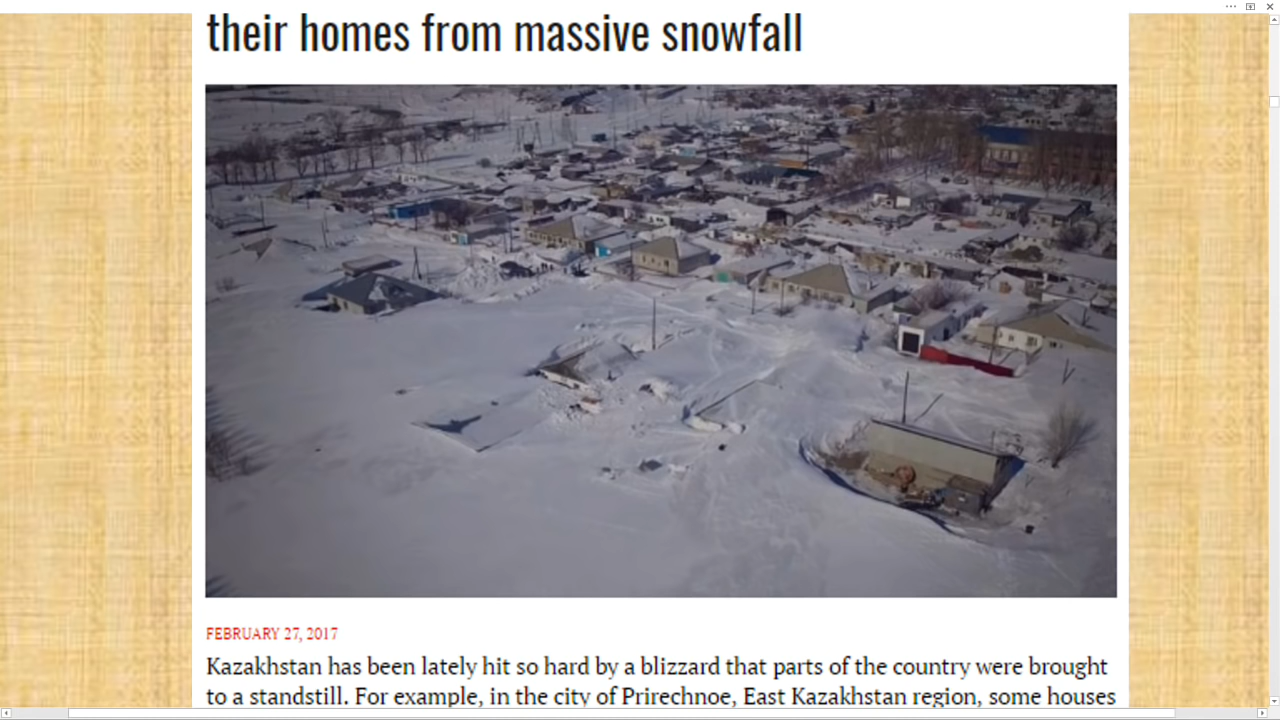 their homes from massive snowfall
FEBRUARY 27, 2017
Kazakhstan has been lately hit so hard by a blizzard that parts of the country were brought
to a standstill. For example, in the city of Prirechnoe, East Kazakhstan region, some houses